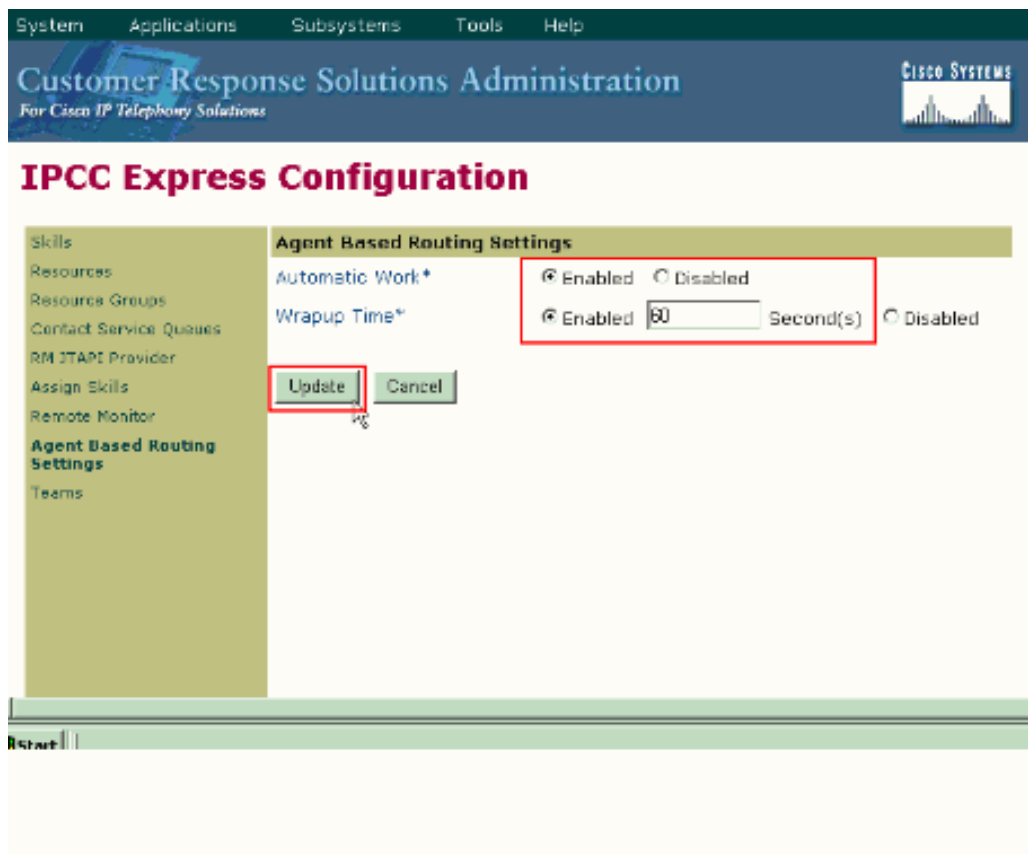 System Applications Subsystems Tools Help
Customer Response Solutions Administration
For Cisco IP Telephony Solutions
CISCO SYSTEMS
IPCC Express Configuration
Skills
Resources
Resource Groups
Contact Service Queues
RM JTAPI Provider
Assign Skills
Remote Monitor
Agent Based Routing
Settings
Teams
Agent Based Routing Settings
Automatic Work* Enabled Disabled
Wrapup Time* Enabled 60 Second(s) Disabled
Update Cancel
Start